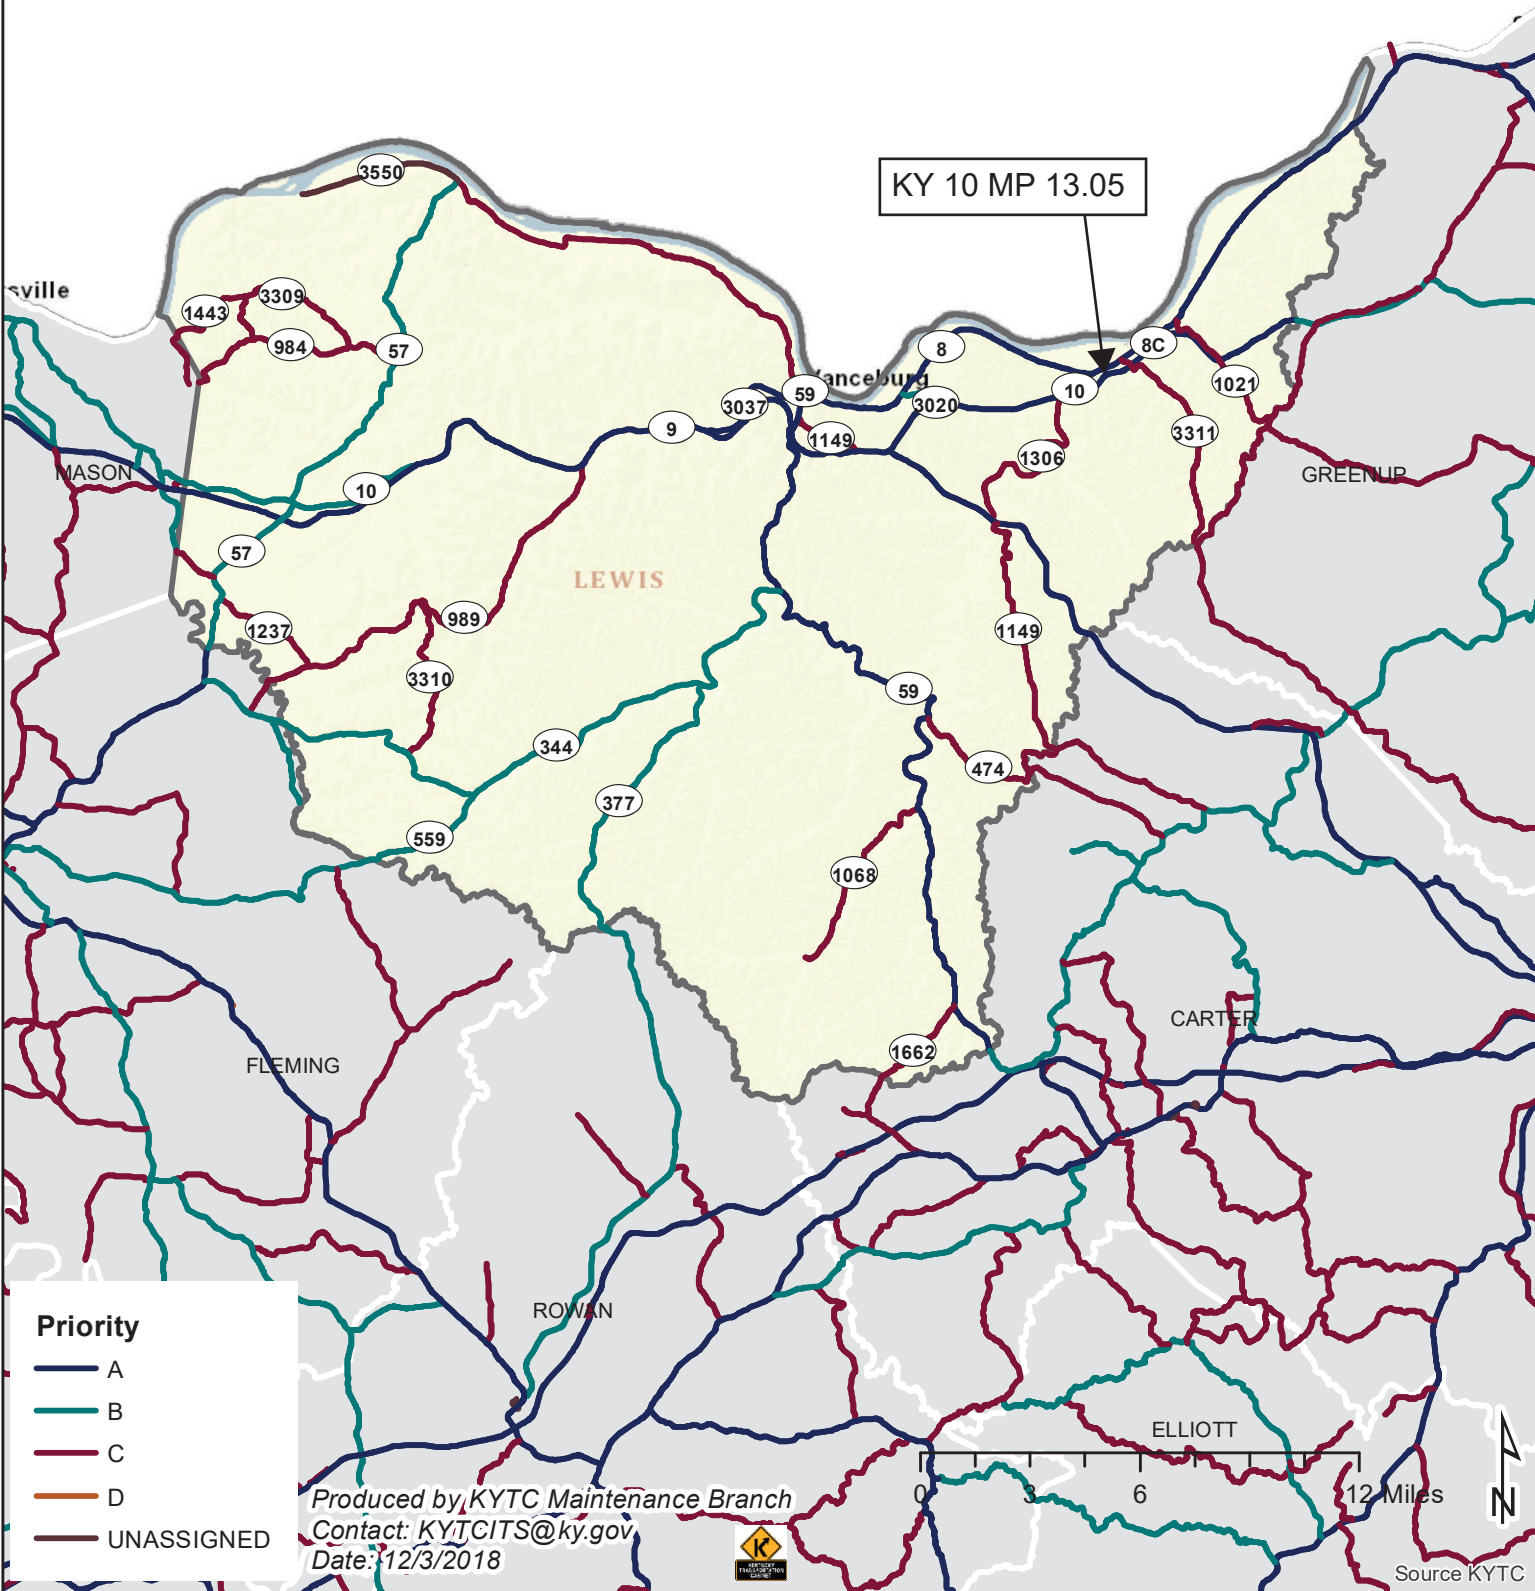 3550
KY 10 MP 13.05
sville
3309
1443
984
57
8
8C
Vanceburg
59
3037
3020
10
1021
9
1149
3311
1306
MASON
GREENUP
10
57
LEWIS
989
1237
1149
3310
59
344
474
377
559
1068
CARTER
1662
FLEMING
ROWAN
Priority
A
B
C
D
UNASSIGNED
ELLIOTT
0 3 6 12 Miles
N
Produced by KYTC Maintenance Branch
Contact: KYTCITS@ky.gov
Date: 12/3/2018
K
KENTUCKY
TRANSPORTATION
CABINET
Source KYTC